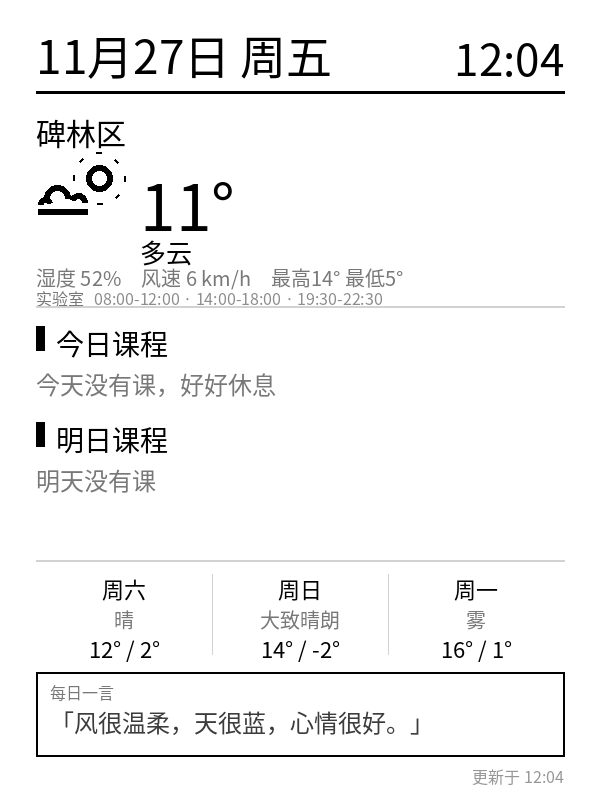 11月27日 周五 12:04
碑林区
11°
多云
湿度 52% 风速 6 km/h 最高14° 最低5°
实验室 08:00-12:00 · 14:00-18:00 · 19:30-22:30
今日课程
今天没有课，好好休息
明日课程
明天没有课
周六 周日 周一
晴 大致晴朗 雾
12° / 2° 14° / -2° 16° / 1°
每日一言
「风很温柔，天很蓝，心情很好。」
更新于 12:04